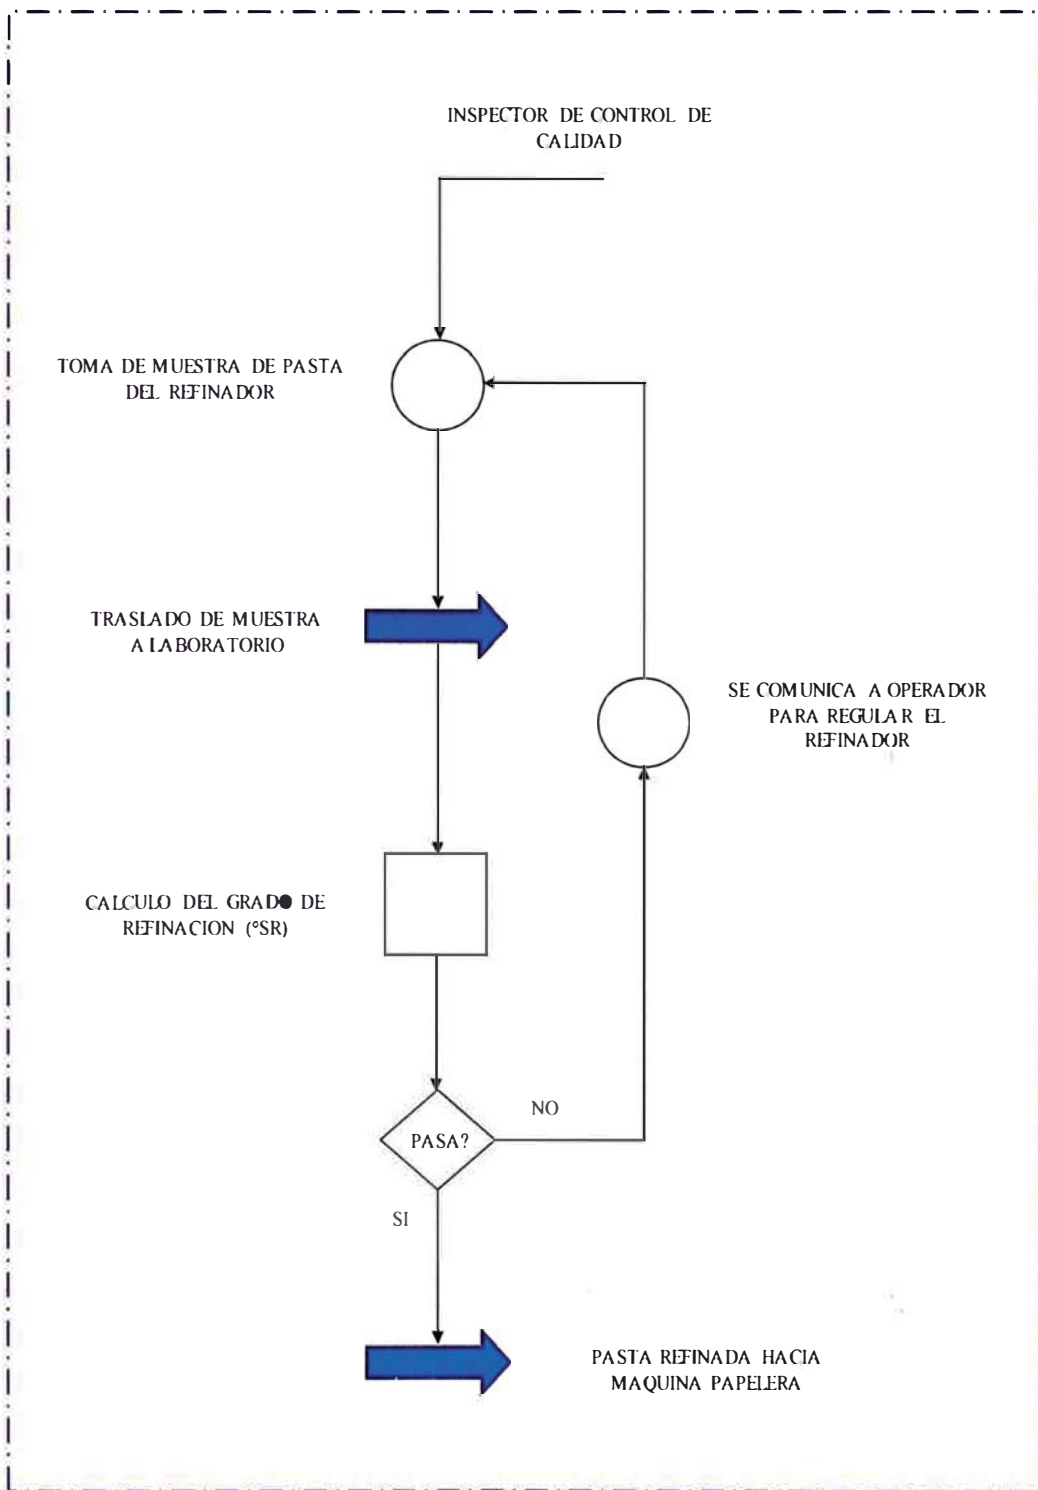 INSPECTOR DE CONTROL DE
CALIDAD
TOMA DE MUESTRA DE PASTA
DEL REFINADOR
TRASLADO DE MUESTRA
A LABORATORIO
SE COMUNICA A OPERADOR
PARA REGULAR EL
REFINADOR
CALCULO DEL GRADO DE
REFINACION (°SR)
NO
PASA?
SI
PASTA REFINADA HACIA
MAQUINA PAPELERA